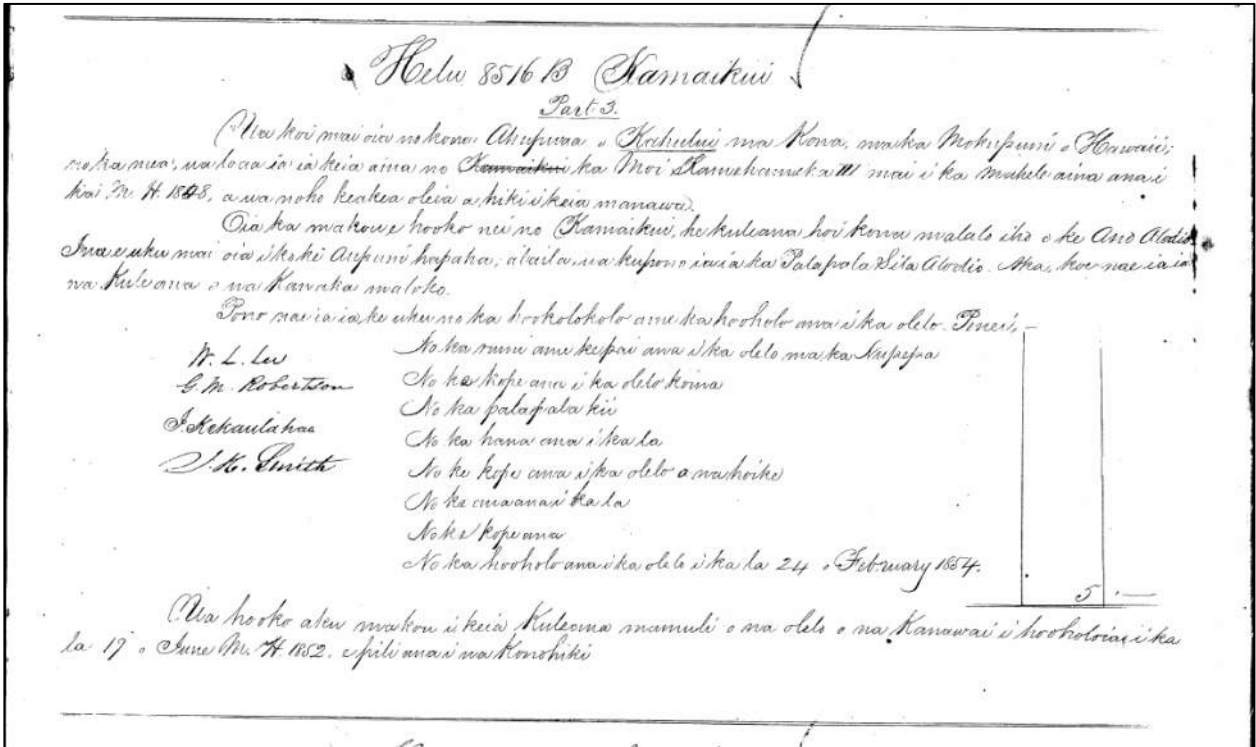 Helu 8516 B Kamaikui
Part 3.
Ua koi mai oia no kona Ahupuaa o Kahului ma Kona, ma ka Mokupuni o Hawaii;
no ka mea, ua loaa ia ia keia aina no Kamaikui ka Moi Kamehameha III mai i ka mahele aina ana i
ka M. H. 1848, a ua noho keakea oleia a hiki i keia manawa.
Oia ka makou e hooko nei no Kamaikui, he kuleana hoi kona malalo iho o ke Ano Alodio
Ina e uku mai oia i ko ke Aupuni hapaha, alaila, ua kupono ia ia ka Palapala Sila Alodio. Aka, koe nae ia ia
na Kuleana o na Kanaka maloko.
Pono nae ia ia, ke uku no ka hookolokolo ame ka hooholo ana i ka olelo. Penei, —
W. L. Lee
No ka ame ke pai ana i ka olelo ma ka Nupepa
G. M. Robertson
No ke kope ana i ka olelo koina
No ka palapala kii
J. Kekaulahao
No ka hana ana i ka la
J. H. Smith
No ke kope ana i ka olelo a na hoike
No ke ana ana i ka la
No ke kope ana
No ka hooholo ana i ka olelo i ka la 24 o February 1854.
5 . —
Ua hooko aku makou i keia Kuleana mamuli o na olelo o na Kanawai i hooholoiai i ka
la 19 o June M. H. 1852. e pili ana i na Konohiki